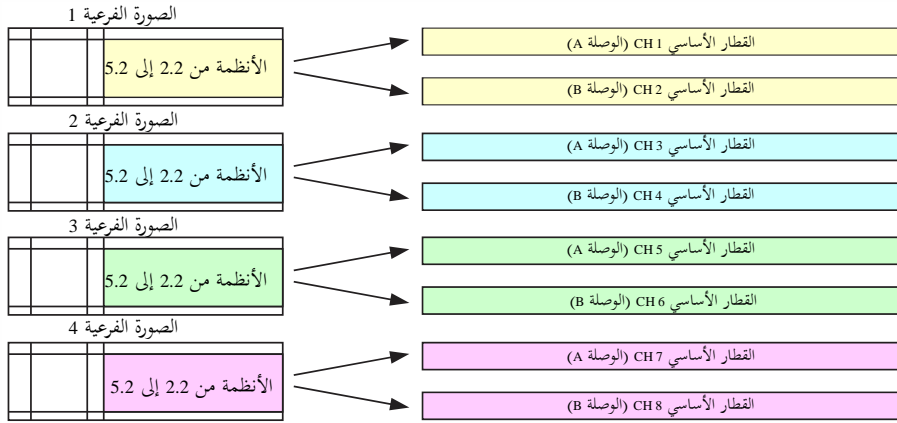 الصورة الفرعية 1
الأنظمة من 2.2 إلى 5.2
القطار الأساسي CH 1 (الوصلة A)
القطار الأساسي CH 2 (الوصلة B)
الصورة الفرعية 2
الأنظمة من 2.2 إلى 5.2
القطار الأساسي CH 3 (الوصلة A)
القطار الأساسي CH 4 (الوصلة B)
الصورة الفرعية 3
الأنظمة من 2.2 إلى 5.2
القطار الأساسي CH 5 (الوصلة A)
القطار الأساسي CH 6 (الوصلة B)
الصورة الفرعية 4
الأنظمة من 2.2 إلى 5.2
القطار الأساسي CH 7 (الوصلة A)
القطار الأساسي CH 8 (الوصلة B)